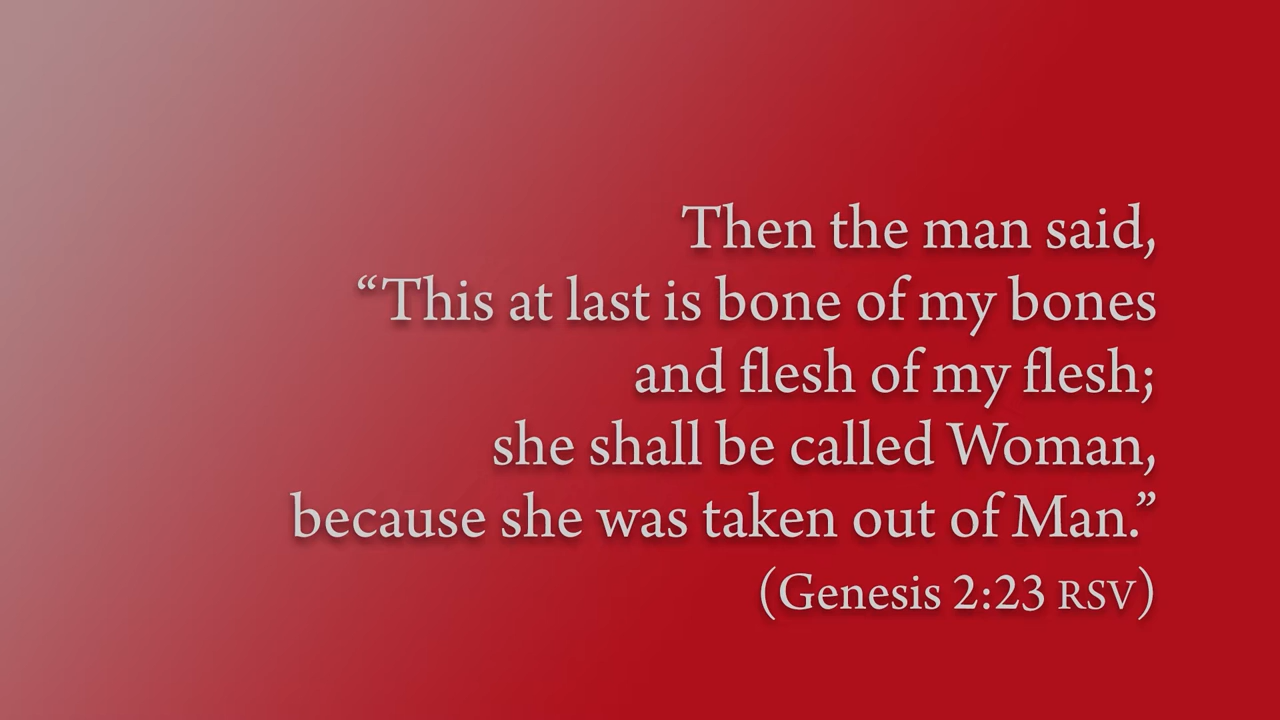 Then the man said,
“This at last is bone of my bones
and flesh of my flesh;
she shall be called Woman,
because she was taken out of Man.”
(Genesis 2:23 RSV)